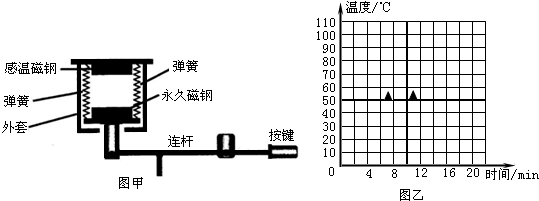 感温磁钢
弹簧
弹簧
永久磁钢
外套
连杆
按键
图甲
温度/℃
110
100
90
80
70
60
50
40
30
20
10
0
4 8 12 16 20
时间/min
图乙